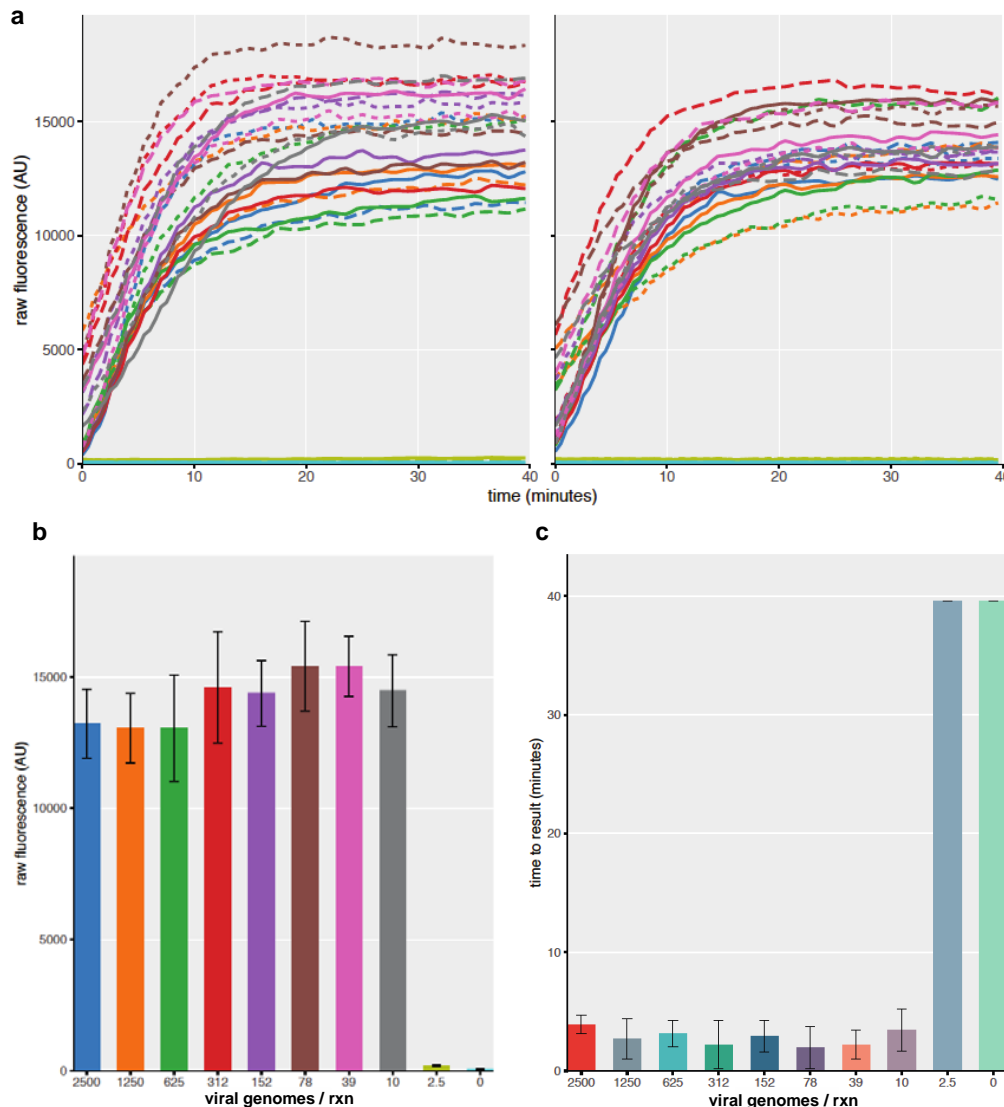 a
raw fluorescence (AU)
15000
10000
5000
0
0 10 20 30 40
0 10 20 30 40
time (minutes)
b
raw fluorescence (AU)
15000
10000
5000
0
2500 1250 625 312 152 78 39 10 2.5 0
viral genomes / rxn
c
time to result (minutes)
40
30
20
10
0
2500 1250 625 312 152 78 39 10 2.5 0
viral genomes / rxn